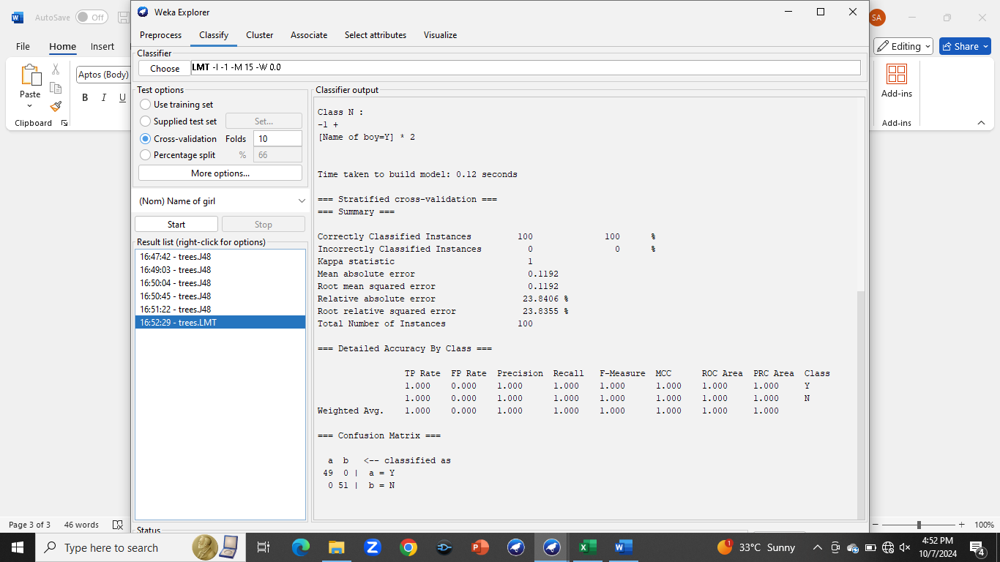 AutoSave Off
Weka Explorer
SA
File Home Insert
Preprocess Classify Cluster Associate Select attributes Visualize
Editing Share
Classifier
Choose LMT -I -1 -M 15 -W 0.0
Paste
Clipboard
Aptos (Body)
B I U
Add-ins
Add-ins
Test options
Use training set
Supplied test set Set...
Cross-validation Folds 10
Percentage split % 66
More options...
(Nom) Name of girl
Start Stop
Result list (right-click for options)
16:47:42 - trees.J48
16:49:03 - trees.J48
16:50:04 - trees.J48
16:50:45 - trees.J48
16:51:22 - trees.J48
16:52:29 - trees.LMT
Classifier output
Class N :
-1 +
[Name of boy=Y] * 2
Time taken to build model: 0.12 seconds
=== Stratified cross-validation ===
=== Summary ===
Correctly Classified Instances 100 100 %
Incorrectly Classified Instances 0 0 %
Kappa statistic 1
Mean absolute error 0.1192
Root mean squared error 0.1192
Relative absolute error 23.8406 %
Root relative squared error 23.8355 %
Total Number of Instances 100
=== Detailed Accuracy By Class ===
TP Rate FP Rate Precision Recall F-Measure MCC ROC Area PRC Area Class
1.000 0.000 1.000 1.000 1.000 1.000 1.000 1.000 Y
1.000 0.000 1.000 1.000 1.000 1.000 1.000 1.000 N
Weighted Avg. 1.000 0.000 1.000 1.000 1.000 1.000 1.000 1.000
=== Confusion Matrix ===
a b <-- classified as
49 0 | a = Y
0 51 | b = N
Status
Page 3 of 3 46 words
100%
Type here to search
33°C Sunny
4:52 PM
10/7/2024
4